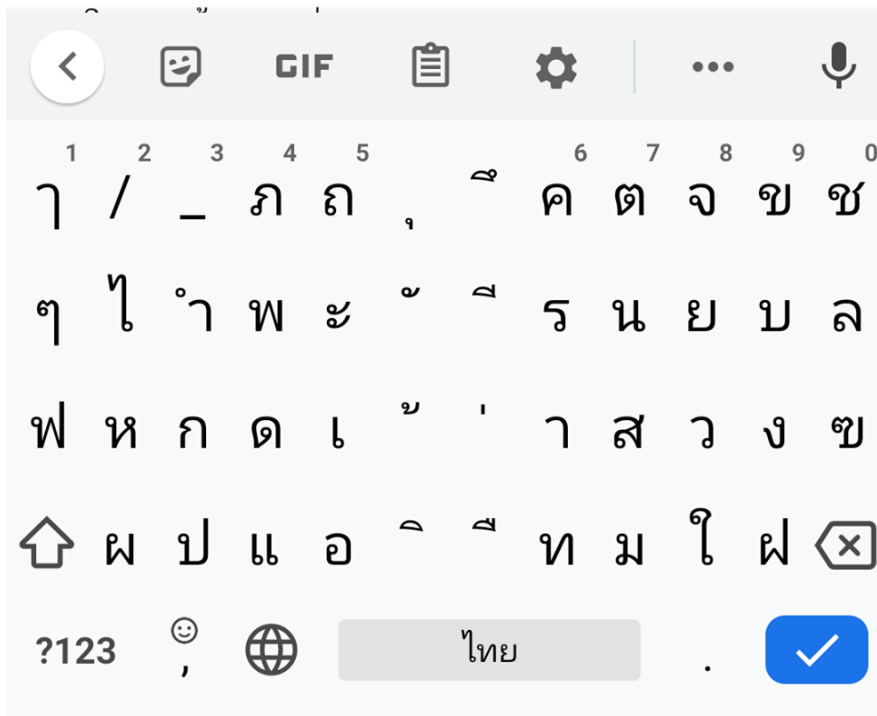 GIF
1 2 3 4 5 6 7 8 9 0
ๅ / _ ภ ถ ุ ึ ค ต จ ข ช
ๆ ไ ำ พ ะ ั ี ร น ย บ ล
ฟ ห ก ด เ ้ ่ า ส ว ง ฃ
ผ ป แ อ ิ ื ท ม ใ ฝ
?123 , ไทย .